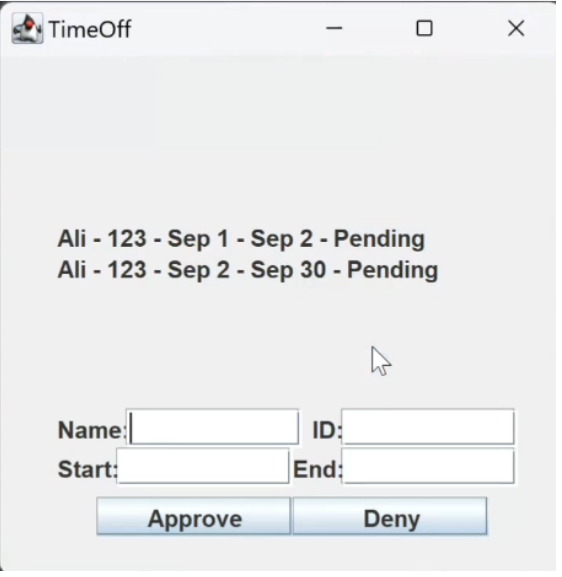 TimeOff
Ali - 123 - Sep 1 - Sep 2 - Pending
Ali - 123 - Sep 2 - Sep 30 - Pending
Name: ID:
Start: End:
Approve Deny